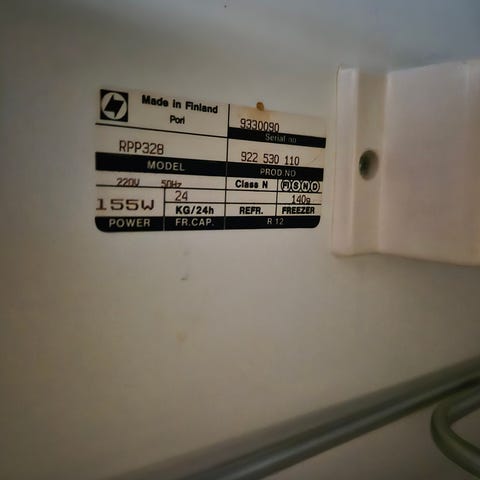 Made in Finland
Pori
9330090
Serial no
RPP328
922 530 110
MODEL
PROD.NO
220V 50Hz
Class N
F S N D
155W
24
140g
KG/24h
REFR.
FREEZER
POWER
FR.CAP.
R 12